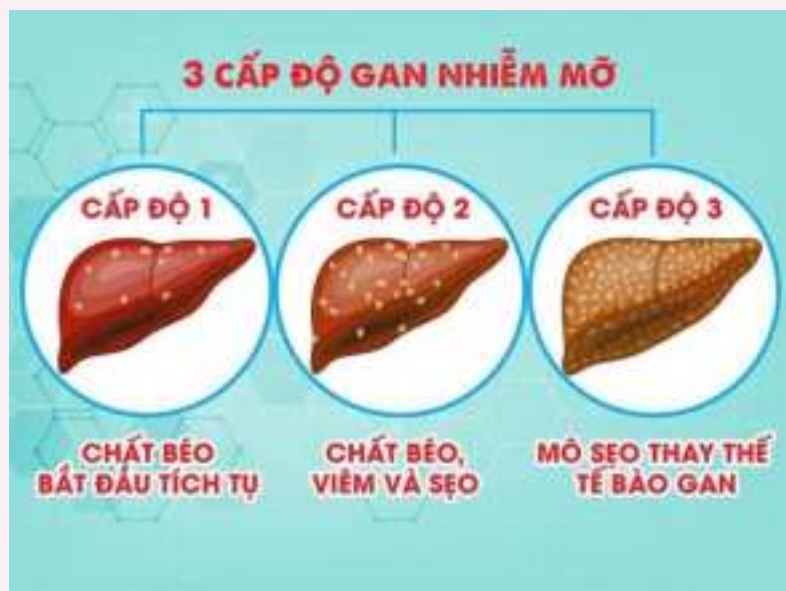 3 CẤP ĐỘ GAN NHIỄM MỠ
CẤP ĐỘ 1
CẤP ĐỘ 2
CẤP ĐỘ 3
CHẤT BÉO
BẮT ĐẦU TÍCH TỤ
CHẤT BÉO,
VIÊM VÀ SẸO
MÔ SẸO THAY THẾ
TẾ BÀO GAN